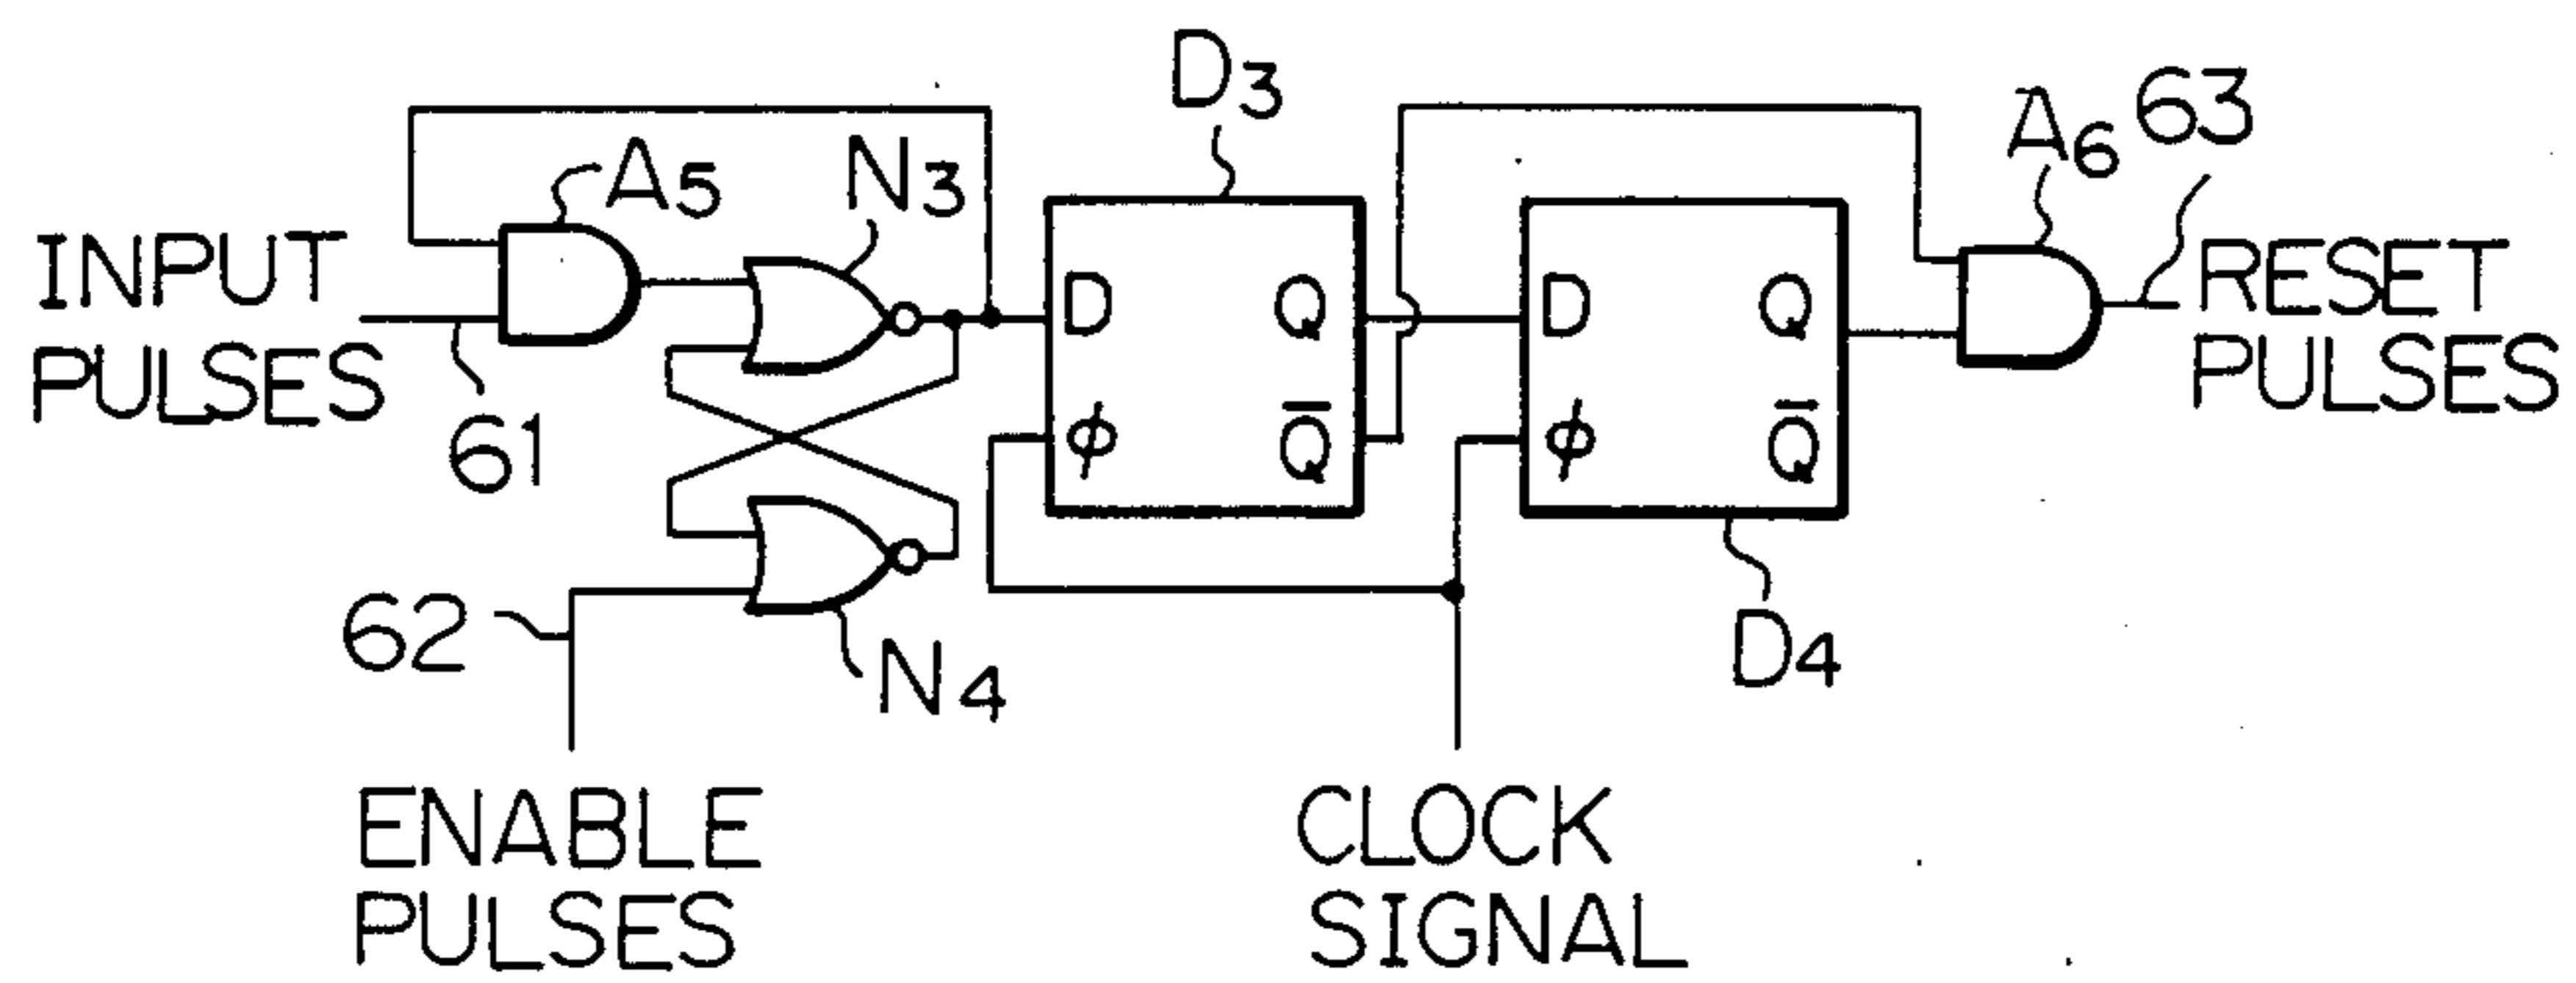 D3
A6
63
A5
N3
INPUT
PULSES
61
D
Q
φ
Q̅
D
Q
φ
Q̅
RESET
PULSES
62
N4
D4
ENABLE
PULSES
CLOCK
SIGNAL